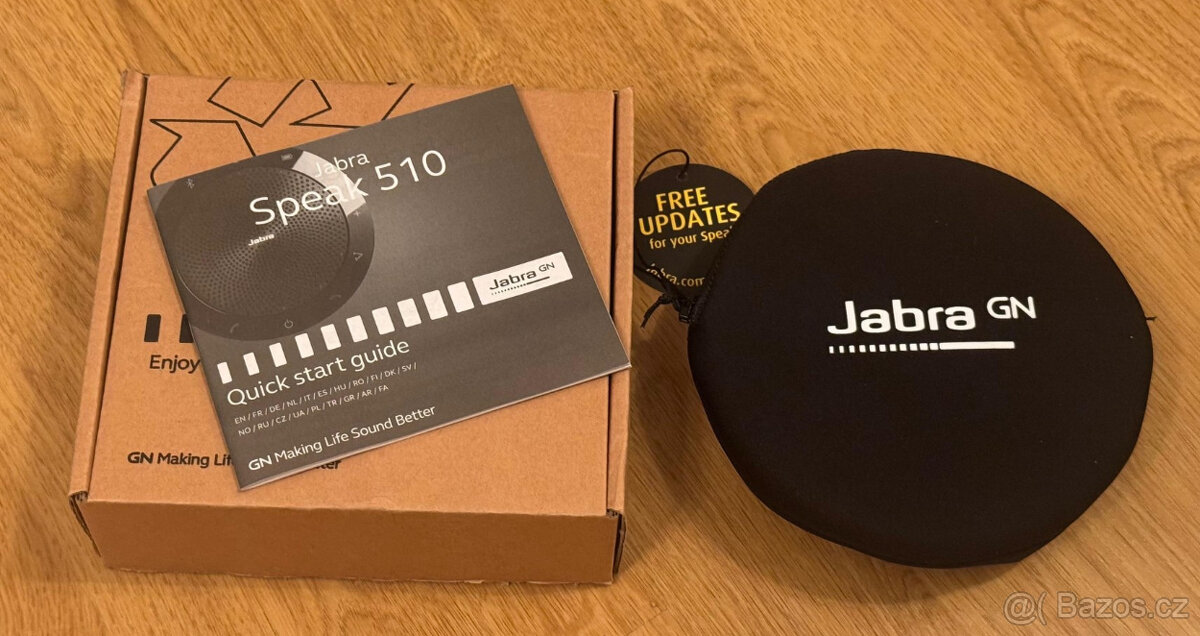 Jabra
Speak 510
Jabra
Jabra GN
Quick start guide
EN / FR / DE / NL / IT / ES / HU / RO / FI / DK / SV /
NO / RU / CZ / UA / PL / TR / GR / AR / FA
GN Making Life Sound Better
Enjoy
GN Making
FREE
UPDATES
for your
Jabra GN
@( Bazos.cz